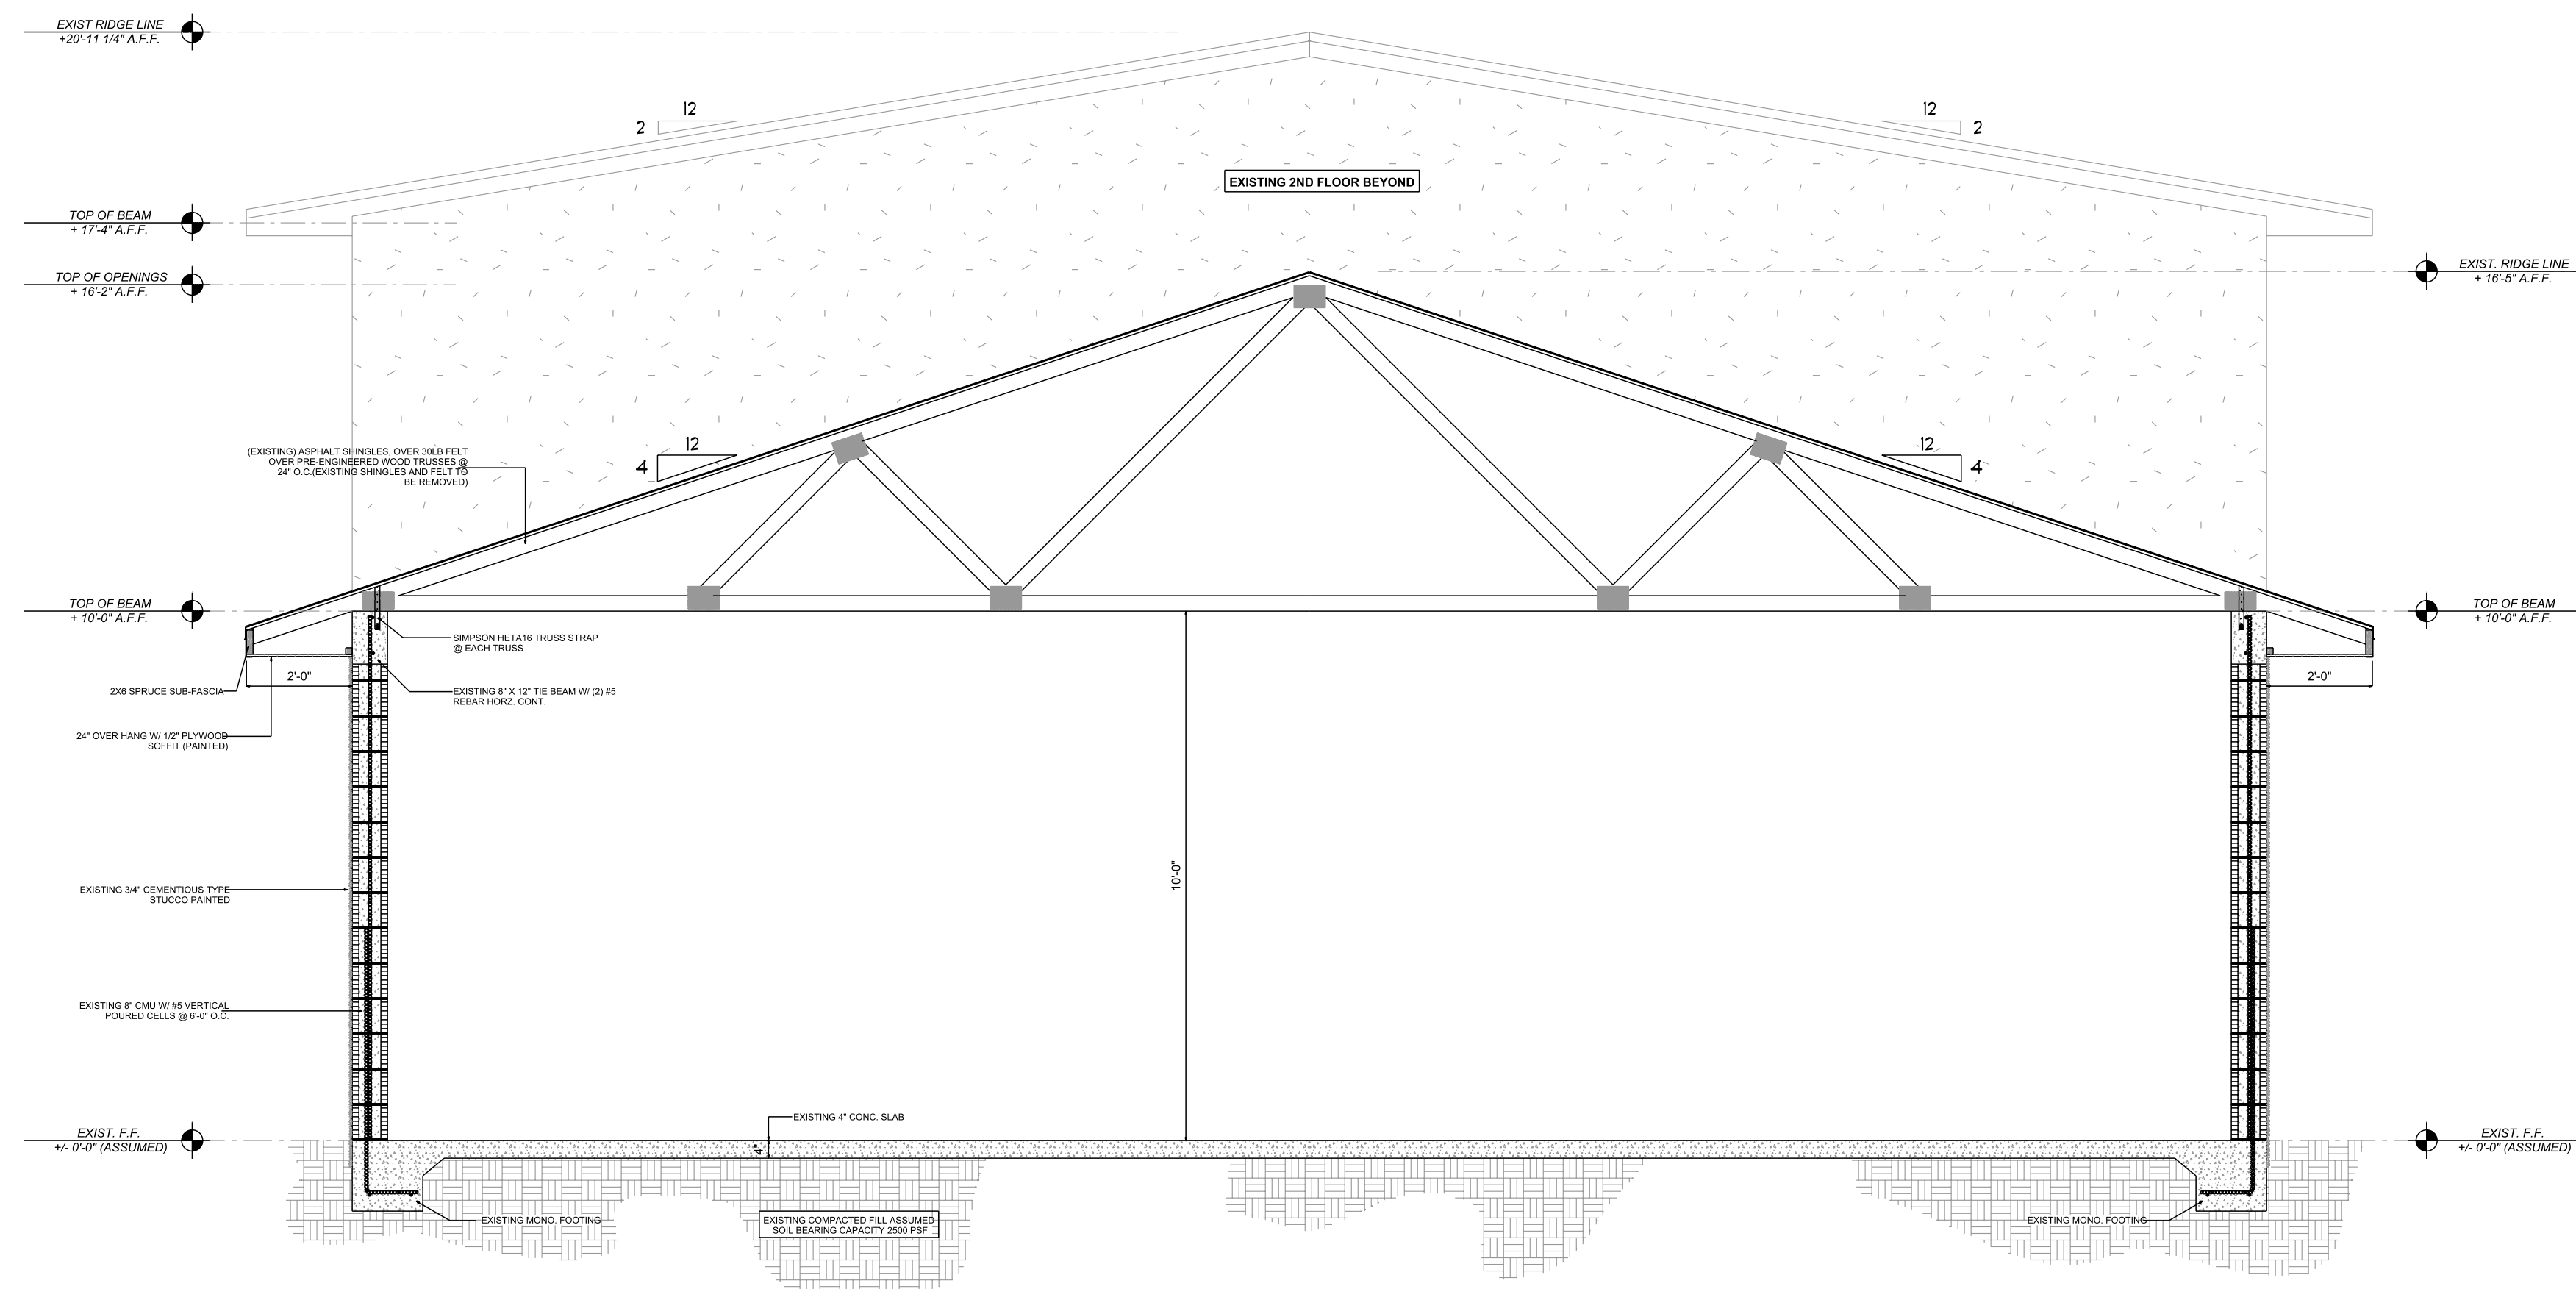 EXIST RIDGE LINE
+20'-11 1/4" A.F.F.
12
2
12
2
EXISTING 2ND FLOOR BEYOND
TOP OF BEAM
+ 17'-4" A.F.F.
TOP OF OPENINGS
+ 16'-2" A.F.F.
EXIST. RIDGE LINE
+ 16'-5" A.F.F.
(EXISTING) ASPHALT SHINGLES, OVER 30LB FELT
OVER PRE-ENGINEERED WOOD TRUSSES @
24" O.C.(EXISTING SHINGLES AND FELT TO
BE REMOVED)
12
4
12
4
TOP OF BEAM
+ 10'-0" A.F.F.
TOP OF BEAM
+ 10'-0" A.F.F.
SIMPSON HETA16 TRUSS STRAP
@ EACH TRUSS
2'-0"
2'-0"
2X6 SPRUCE SUB-FASCIA
EXISTING 8" X 12" TIE BEAM W/ (2) #5
REBAR HORZ. CONT.
24" OVER HANG W/ 1/2" PLYWOOD
SOFFIT (PAINTED)
10'-0"
EXISTING 3/4" CEMENTIOUS TYPE
STUCCO PAINTED
EXISTING 8" CMU W/ #5 VERTICAL
POURED CELLS @ 6'-0" O.C.
EXISTING 4" CONC. SLAB
EXIST. F.F.
+/- 0'-0" (ASSUMED)
4"
EXIST. F.F.
+/- 0'-0" (ASSUMED)
EXISTING MONO. FOOTING
EXISTING COMPACTED FILL ASSUMED
SOIL BEARING CAPACITY 2500 PSF
EXISTING MONO. FOOTING